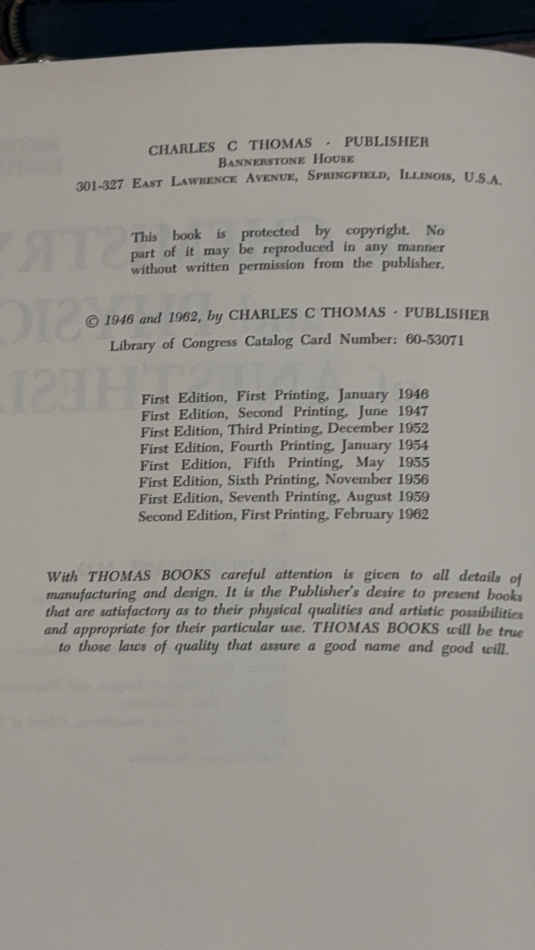 CHARLES C THOMAS · PUBLISHER
BANNERSTONE HOUSE
301-327 EAST LAWRENCE AVENUE, SPRINGFIELD, ILLINOIS, U.S.A.
This book is protected by copyright. No
part of it may be reproduced in any manner
without written permission from the publisher.
© 1946 and 1962, by CHARLES C THOMAS · PUBLISHER
Library of Congress Catalog Card Number: 60-53071
First Edition, First Printing, January 1946
First Edition, Second Printing, June 1947
First Edition, Third Printing, December 1952
First Edition, Fourth Printing, January 1954
First Edition, Fifth Printing, May 1955
First Edition, Sixth Printing, November 1956
First Edition, Seventh Printing, August 1959
Second Edition, First Printing, February 1962
With THOMAS BOOKS careful attention is given to all details of
manufacturing and design. It is the Publisher's desire to present books
that are satisfactory as to their physical qualities and artistic possibilities
and appropriate for their particular use. THOMAS BOOKS will be true
to those laws of quality that assure a good name and good will.